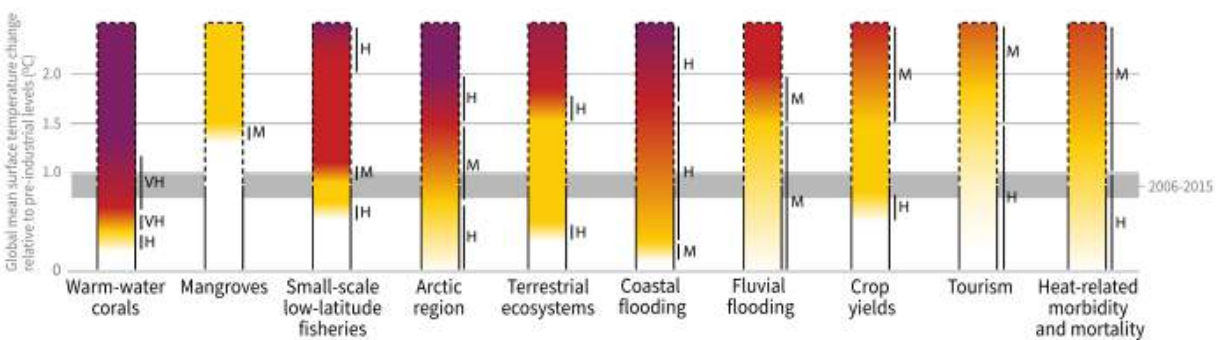 Global mean surface temperature change
relative to pre-industrial levels (°C)
2.0
1.5
1.0
0
H
M
H
H
H
M
M
M
M
VH
M
M
H
2006-2015
VH
H
H
M
H
H
H
H
H
M
Warm-water
corals
Mangroves
Small-scale
low-latitude
fisheries
Arctic
region
Terrestrial
ecosystems
Coastal
flooding
Fluvial
flooding
Crop
yields
Tourism
Heat-related
morbidity
and mortality